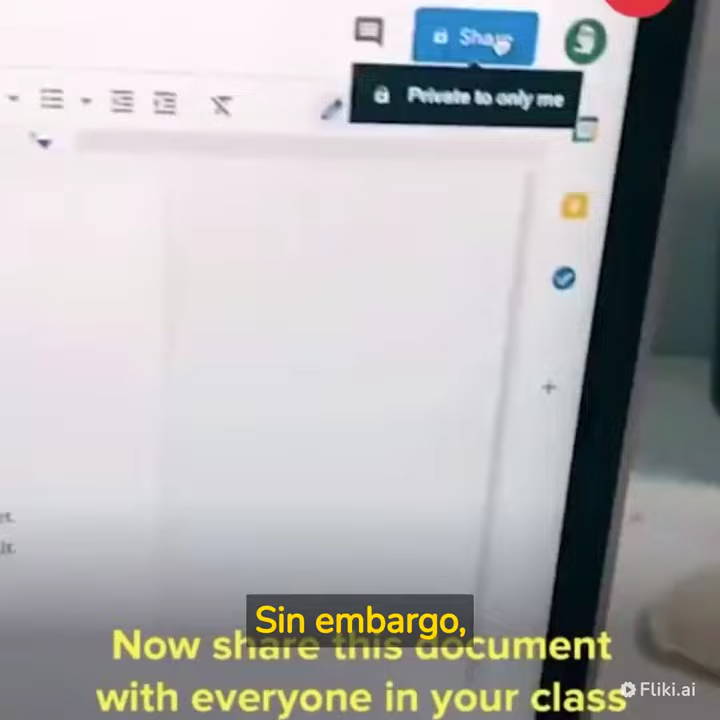 Share
Private to only me
Sin embargo,
Now share this document
with everyone in your class
Fliki.ai